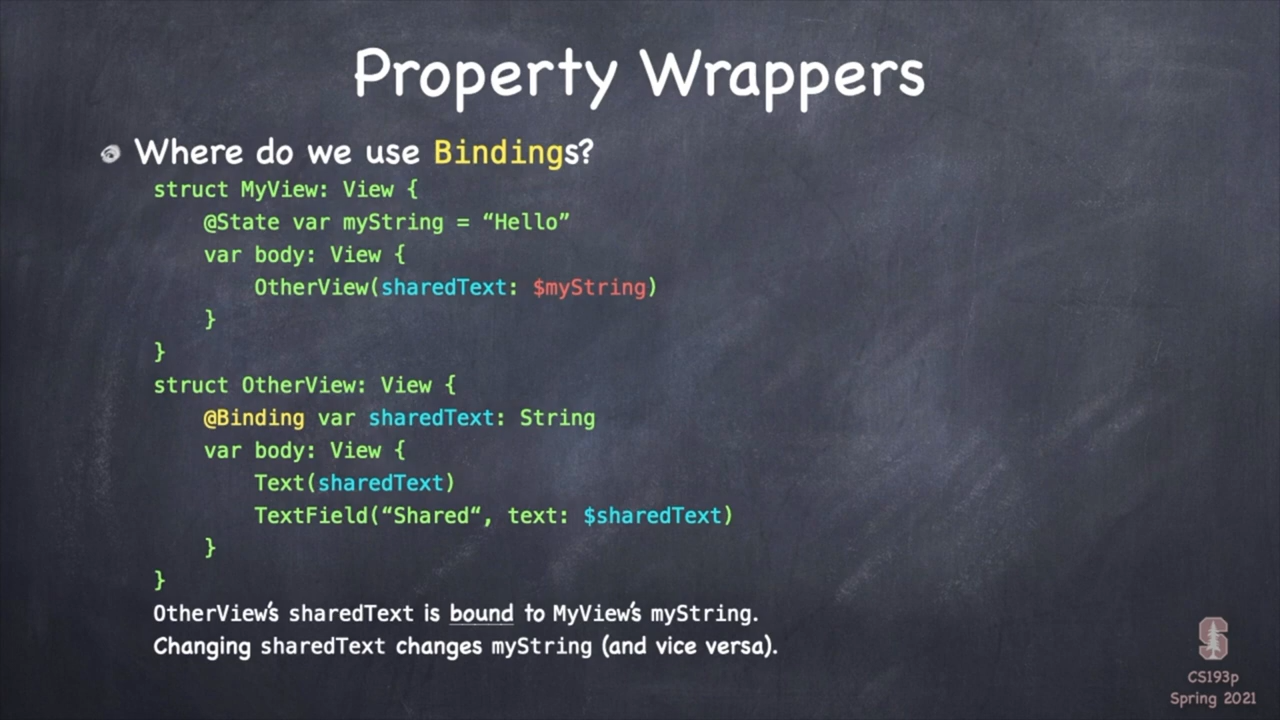 Property Wrappers
Where do we use Bindings?
struct MyView: View {
    @State var myString = “Hello”
    var body: View {
        OtherView(sharedText: $myString)
    }
}
struct OtherView: View {
    @Binding var sharedText: String
    var body: View {
        Text(sharedText)
        TextField(“Shared“, text: $sharedText)
    }
}
OtherView’s sharedText is bound to MyView’s myString.
Changing sharedText changes myString (and vice versa).
S
CS193p
Spring 2021